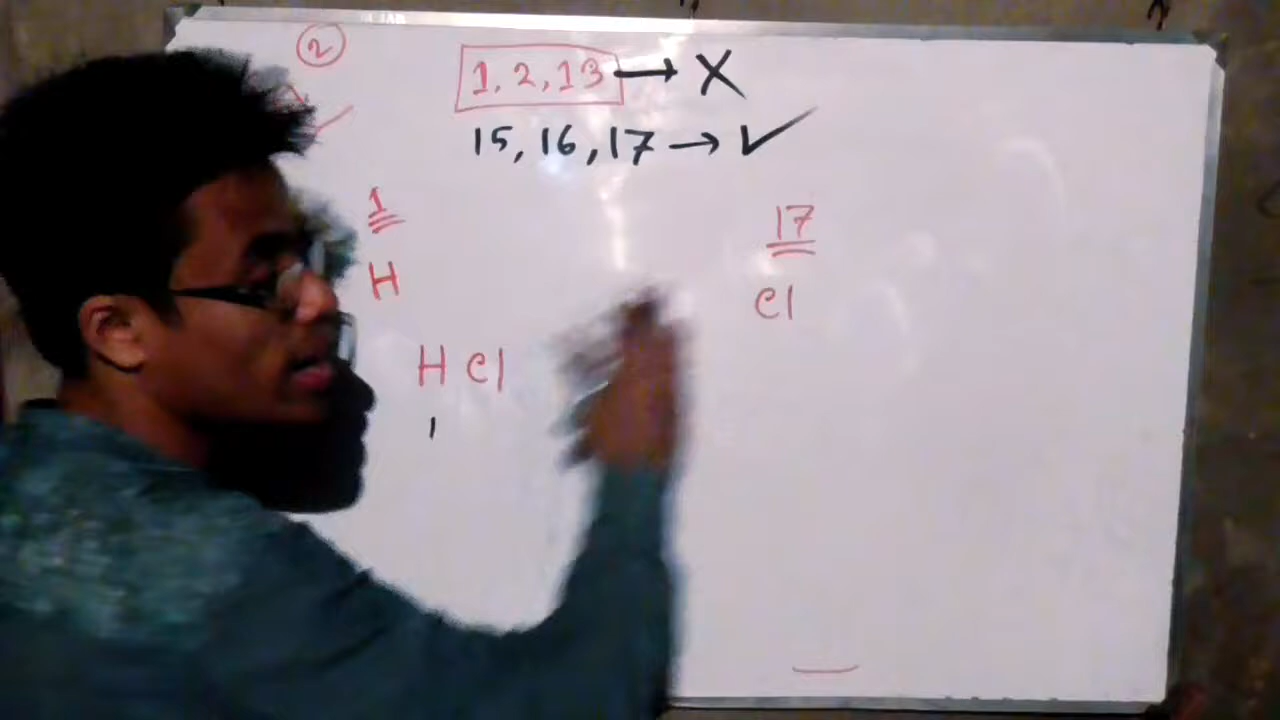 2
1, 2, 13 → X
15, 16, 17 → ✓
1
17
H
Cl
H Cl